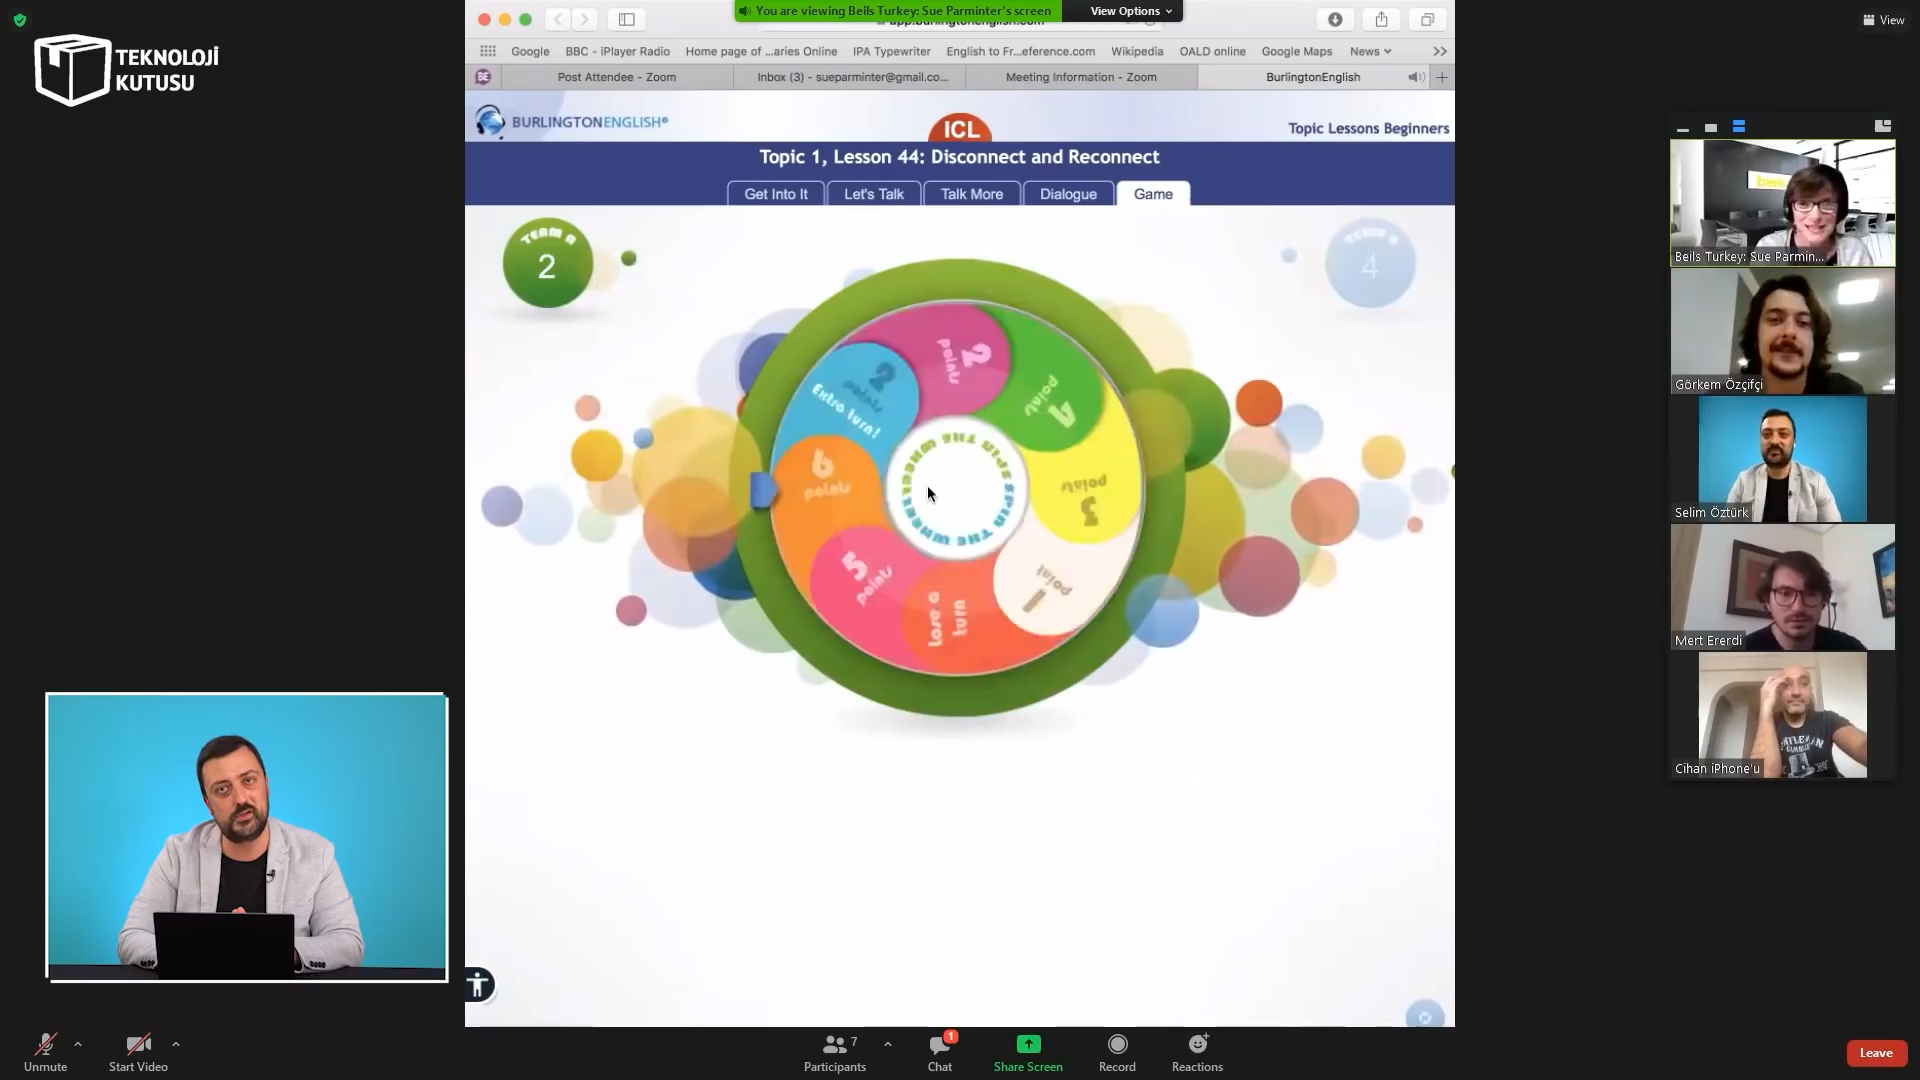 You are viewing Beils Turkey: Sue Parminter's screen
View Options
View
TEKNOLOJİ
KUTUSU
Google
BBC - iPlayer Radio
Home page of ...aries Online
IPA Typewriter
English to Fr...eference.com
Wikipedia
OALD online
Google Maps
News
BE
Post Attendee - Zoom
Inbox (3) - sueparminter@gmail.co...
Meeting Information - Zoom
BurlingtonEnglish
BURLINGTONENGLISH®
ICL
Topic Lessons Beginners
Topic 1, Lesson 44: Disconnect and Reconnect
Get Into It
Let's Talk
Talk More
Dialogue
Game
TEAM A
2
4
2
points
4
points
3
points
1
point
Lose a
turn
5
points
6
points
2
points
Extra turn!
SPIN THE WHEEL
SPIN THE WHEEL
Beils Turkey: Sue Parmin...
Görkem Özçifçi
Selim Öztürk
Mert Ererdi
Cihan iPhone'u
Unmute
Start Video
Participants
7
Chat
1
Share Screen
Record
Reactions
Leave